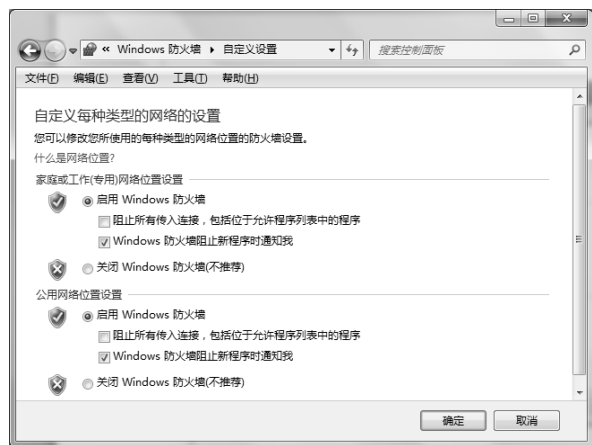 « Windows 防火墙 ▸ 自定义设置
搜索控制面板
文件(F) 编辑(E) 查看(V) 工具(T) 帮助(H)
自定义每种类型的网络的设置
您可以修改您所使用的每种类型的网络位置的防火墙设置。
什么是网络位置?
家庭或工作(专用)网络位置设置
启用 Windows 防火墙
阻止所有传入连接，包括位于允许程序列表中的程序
Windows 防火墙阻止新程序时通知我
关闭 Windows 防火墙(不推荐)
公用网络位置设置
启用 Windows 防火墙
阻止所有传入连接，包括位于允许程序列表中的程序
Windows 防火墙阻止新程序时通知我
关闭 Windows 防火墙(不推荐)
确定 取消